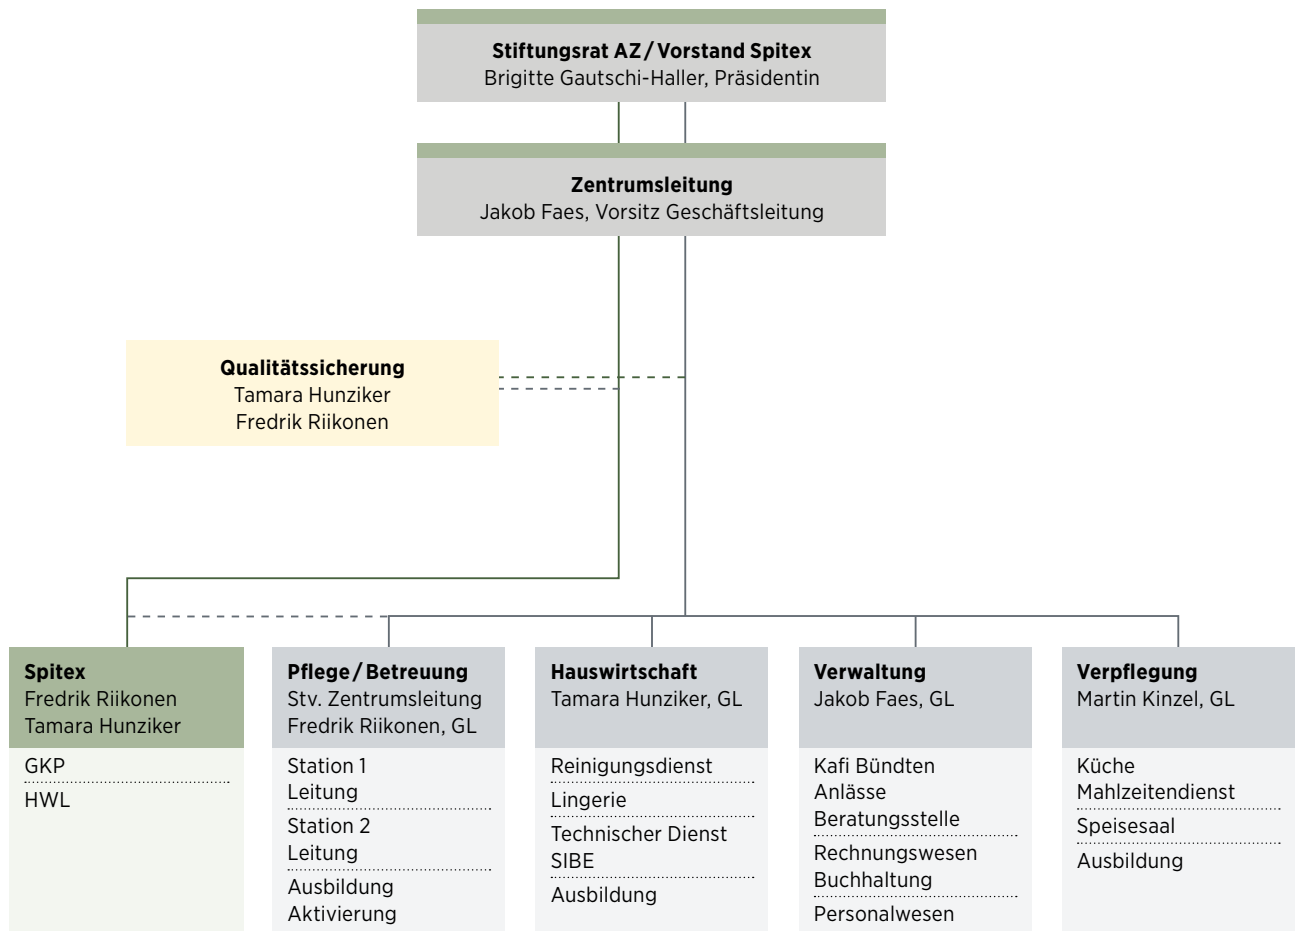 Stiftungsrat AZ / Vorstand Spitex
Brigitte Gautschi-Haller, Präsidentin
Zentrumsleitung
Jakob Faes, Vorsitz Geschäftsleitung
Qualitätssicherung
Tamara Hunziker
Fredrik Riikonen
Spitex
Fredrik Riikonen
Tamara Hunziker
GKP
HWL
Pflege / Betreuung
Stv. Zentrumsleitung
Fredrik Riikonen, GL
Station 1
Leitung
Station 2
Leitung
Ausbildung
Aktivierung
Hauswirtschaft
Tamara Hunziker, GL
Reinigungsdienst
Lingerie
Technischer Dienst
SIBE
Ausbildung
Verwaltung
Jakob Faes, GL
Kafi Bündten
Anlässe
Beratungsstelle
Rechnungswesen
Buchhaltung
Personalwesen
Verpflegung
Martin Kinzel, GL
Küche
Mahlzeitendienst
Speisesaal
Ausbildung